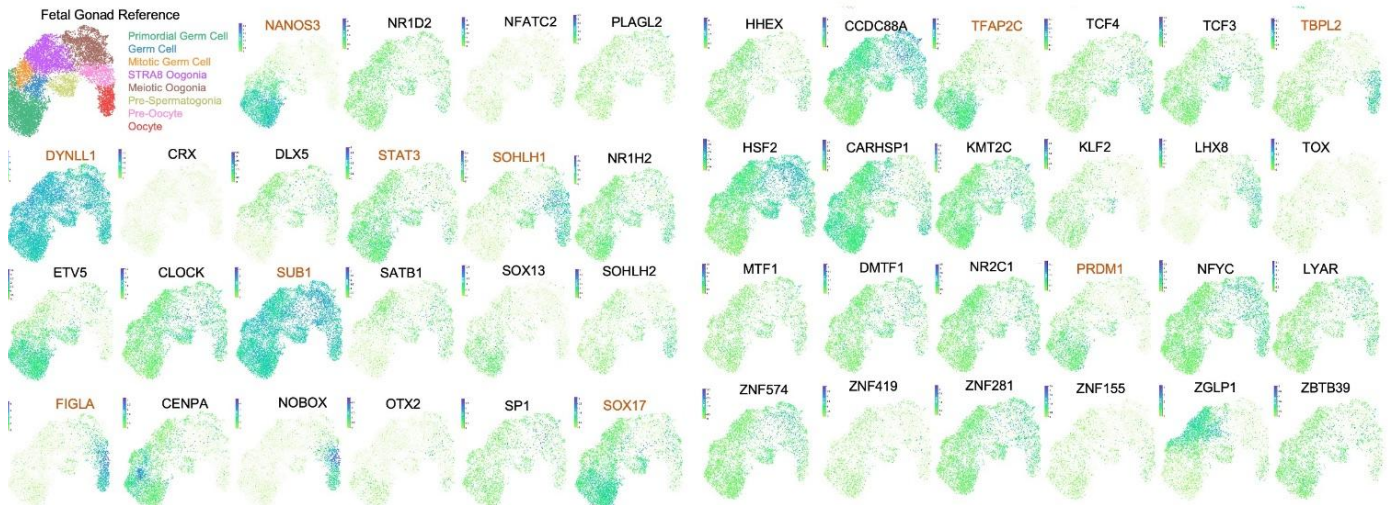 Fetal Gonad Reference
Primordial Germ Cell
Germ Cell
Mitotic Germ Cell
STRA8 Oogonia
Meiotic Oogonia
Pre-Spermatogonia
Pre-Oocyte
Oocyte
NANOS3 NR1D2 NFATC2 PLAGL2 HHEX CCDC88A TFAP2C TCF4 TCF3 TBPL2
DYNLL1 CRX DLX5 STAT3 SOHLH1 NR1H2 HSF2 CARHSP1 KMT2C KLF2 LHX8 TOX
ETV5 CLOCK SUB1 SATB1 SOX13 SOHLH2 MTF1 DMTF1 NR2C1 PRDM1 NFYC LYAR
FIGLA CENPA NOBOX OTX2 SP1 SOX17 ZNF574 ZNF419 ZNF281 ZNF155 ZGLP1 ZBTB39